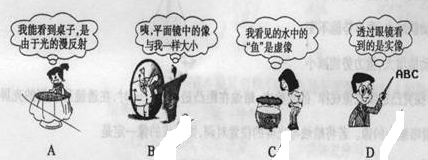 我能看到桌子,是
由于光的漫反射
咦,平面镜中的像
与我一样大小
我看见的水中的
“鱼”是虚像
透过眼镜看
到的是实像
ABC
A
B
C
D